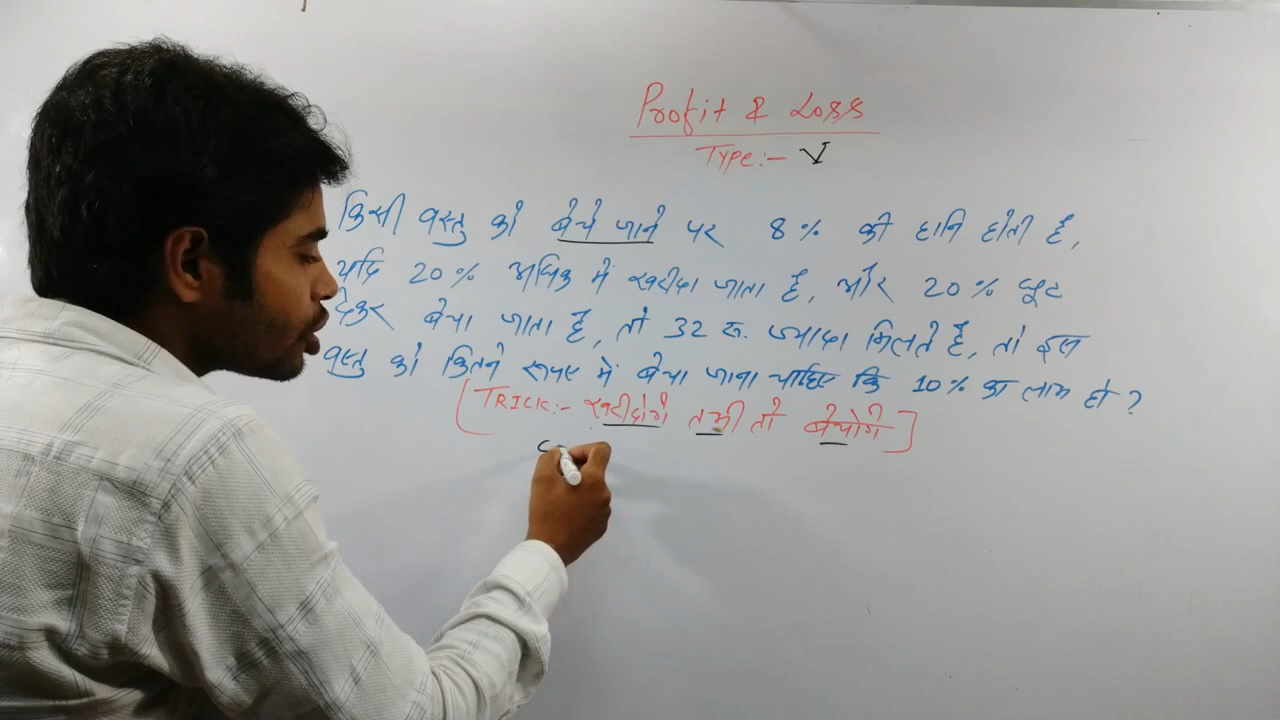 Profit & Loss
Type:- V
किसी वस्तु को बेचे जाने पर 8% की हानि होती है,
यदि 20% अधिक में खरीदा जाता है, और 20% छूट
देकर बेचा जाता है, तो 32 रू. ज्यादा मिलते हैं, तो इस
वस्तु को कितने रूपए में बेचा जाना चाहिए कि 10% का लाभ हो ?
[TRICK:- खरीदोगे तभी तो बेचोगे]
C